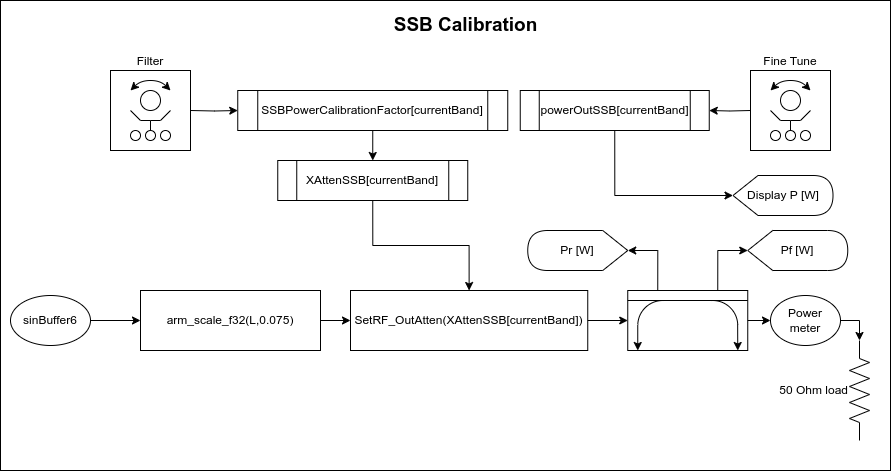 SSB Calibration
Filter
Fine Tune
SSBPowerCalibrationFactor[currentBand]
powerOutSSB[currentBand]
XAttenSSB[currentBand]
Display P [W]
Pr [W]
Pf [W]
sinBuffer6
arm_scale_f32(L,0.075)
SetRF_OutAtten(XAttenSSB[currentBand])
Power
meter
50 Ohm load